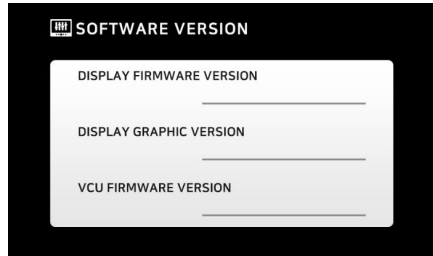 SOFTWARE VERSION
DISPLAY FIRMWARE VERSION
DISPLAY GRAPHIC VERSION
VCU FIRMWARE VERSION